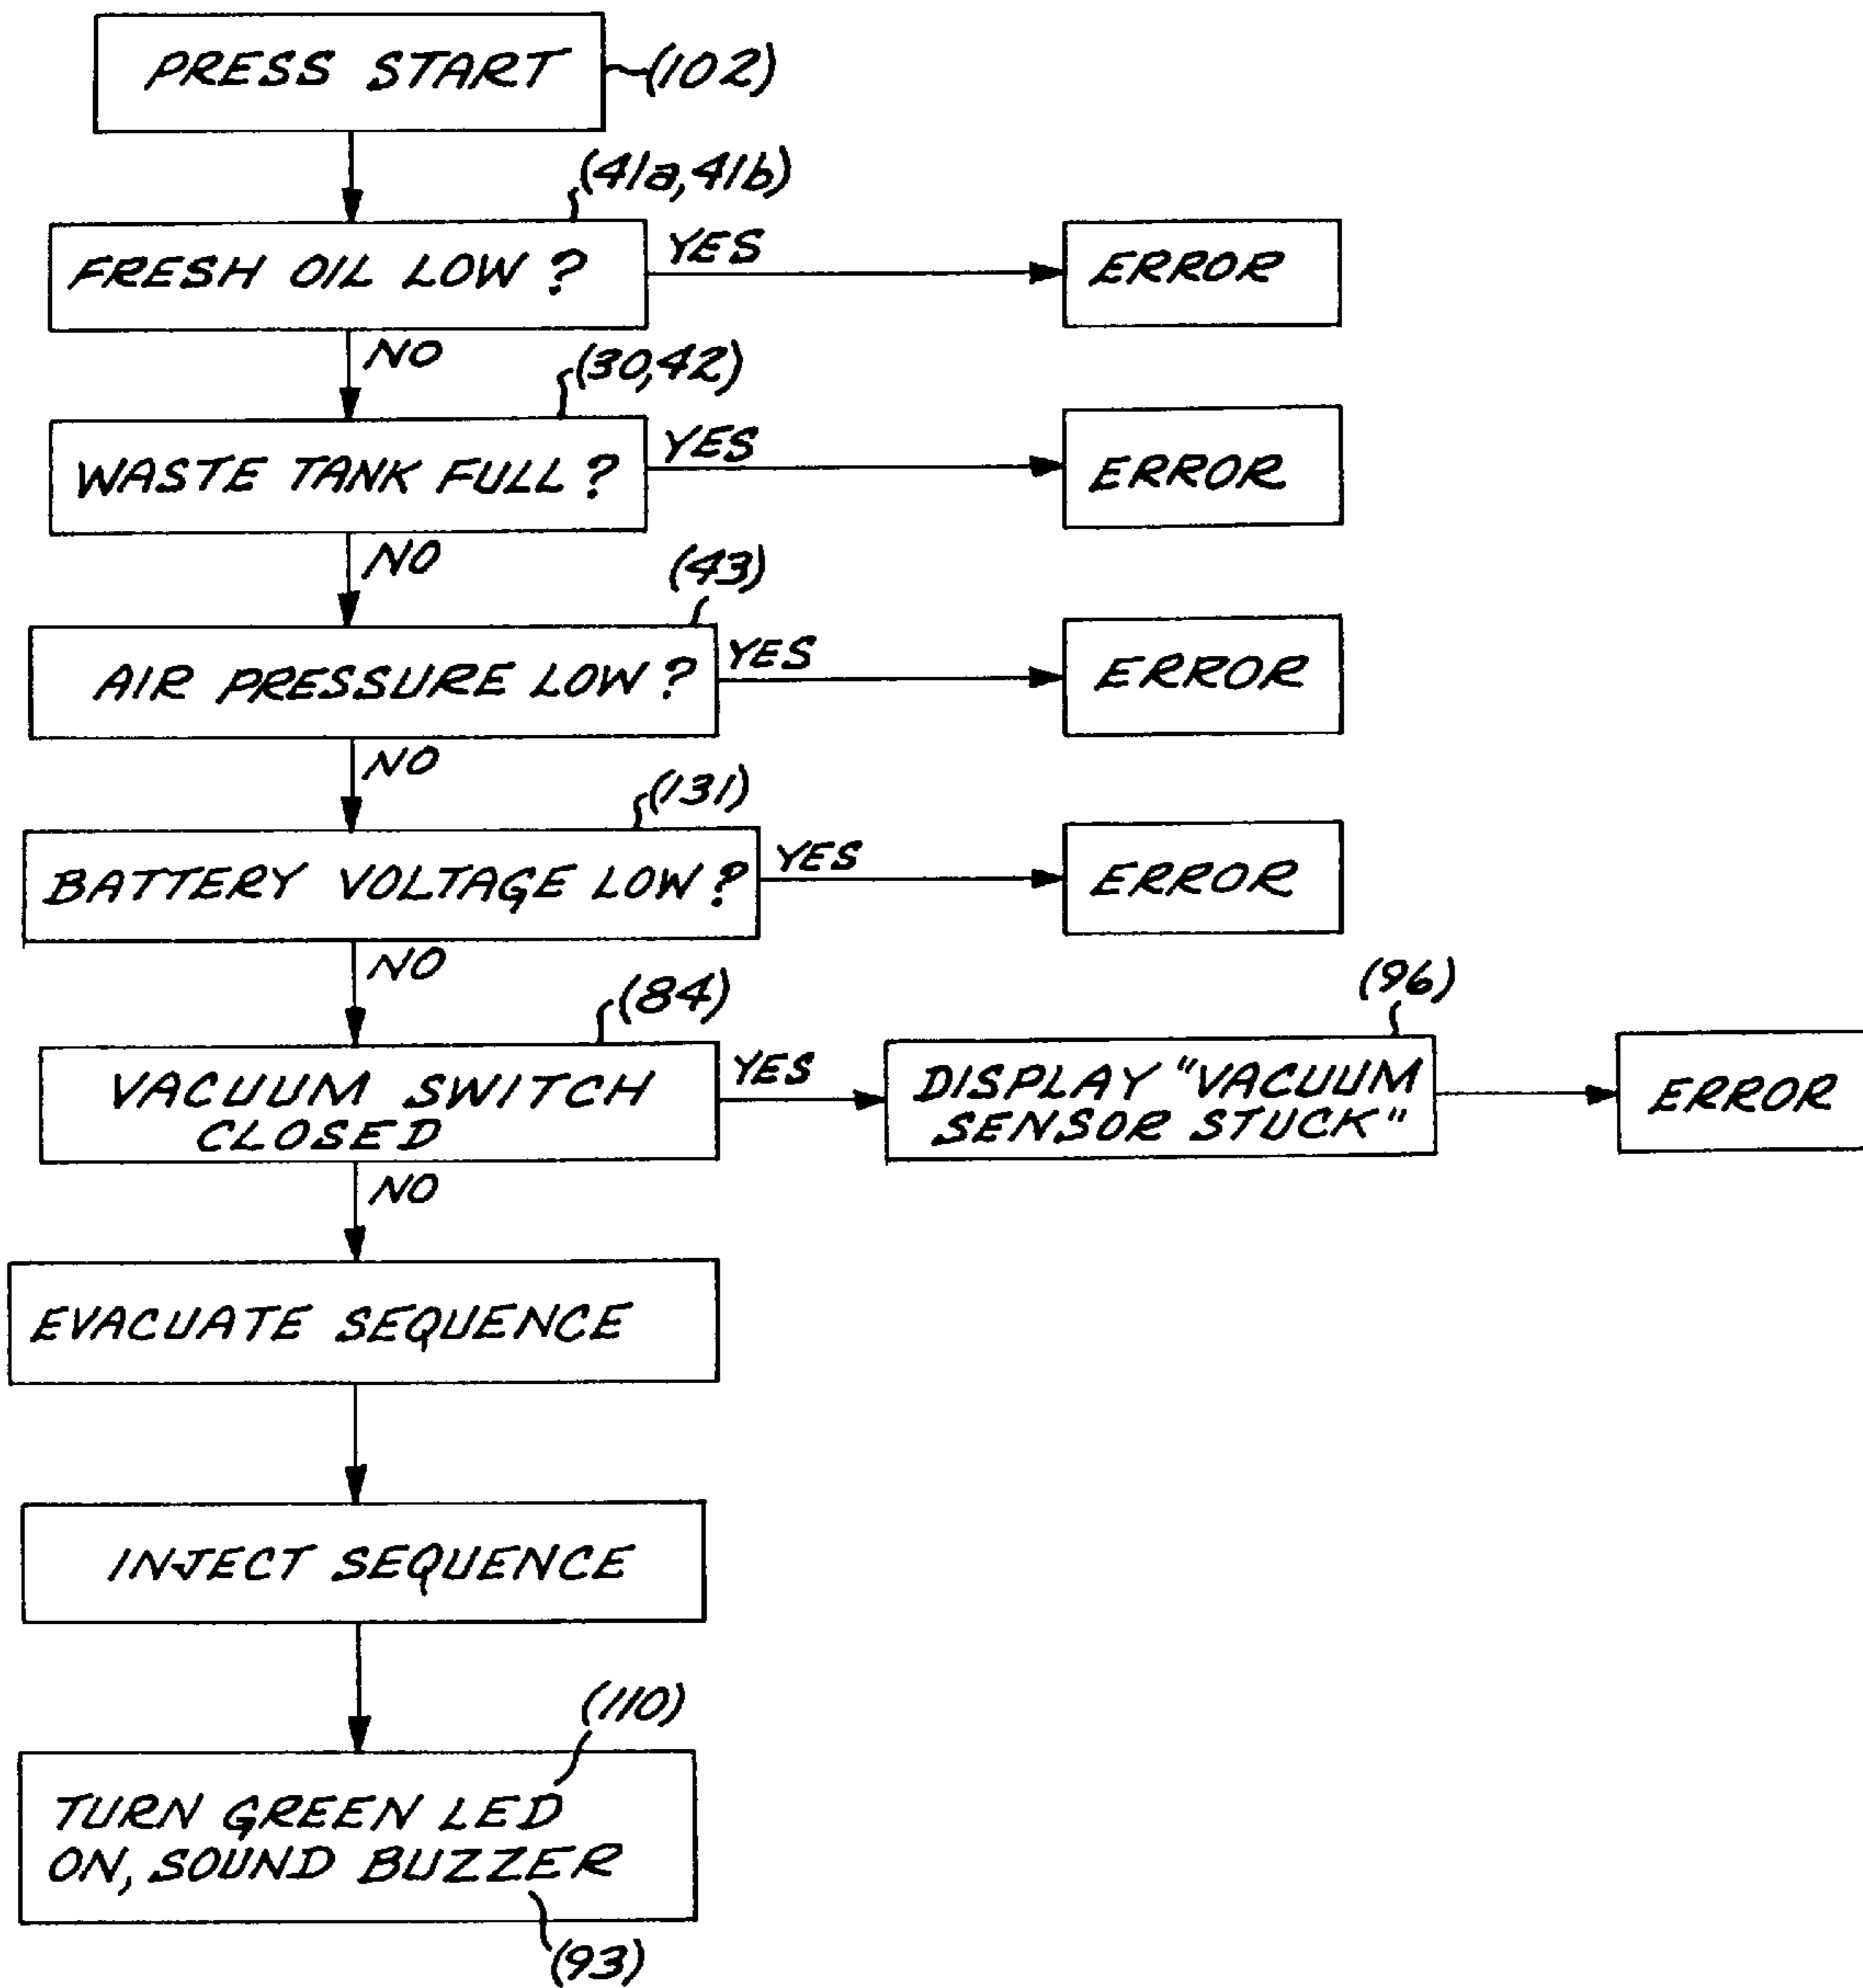 PRESS START
(102)
(41a, 41b)
FRESH OIL LOW ?
YES
ERROR
NO
(30, 42)
WASTE TANK FULL ?
YES
ERROR
NO
(43)
AIR PRESSURE LOW ?
YES
ERROR
NO
(131)
BATTERY VOLTAGE LOW ?
YES
ERROR
NO
(84)
VACUUM SWITCH
CLOSED
YES
(96)
DISPLAY "VACUUM
SENSOR STUCK"
ERROR
NO
EVACUATE SEQUENCE
INJECT SEQUENCE
(110)
TURN GREEN LED
ON, SOUND BUZZER
(93)